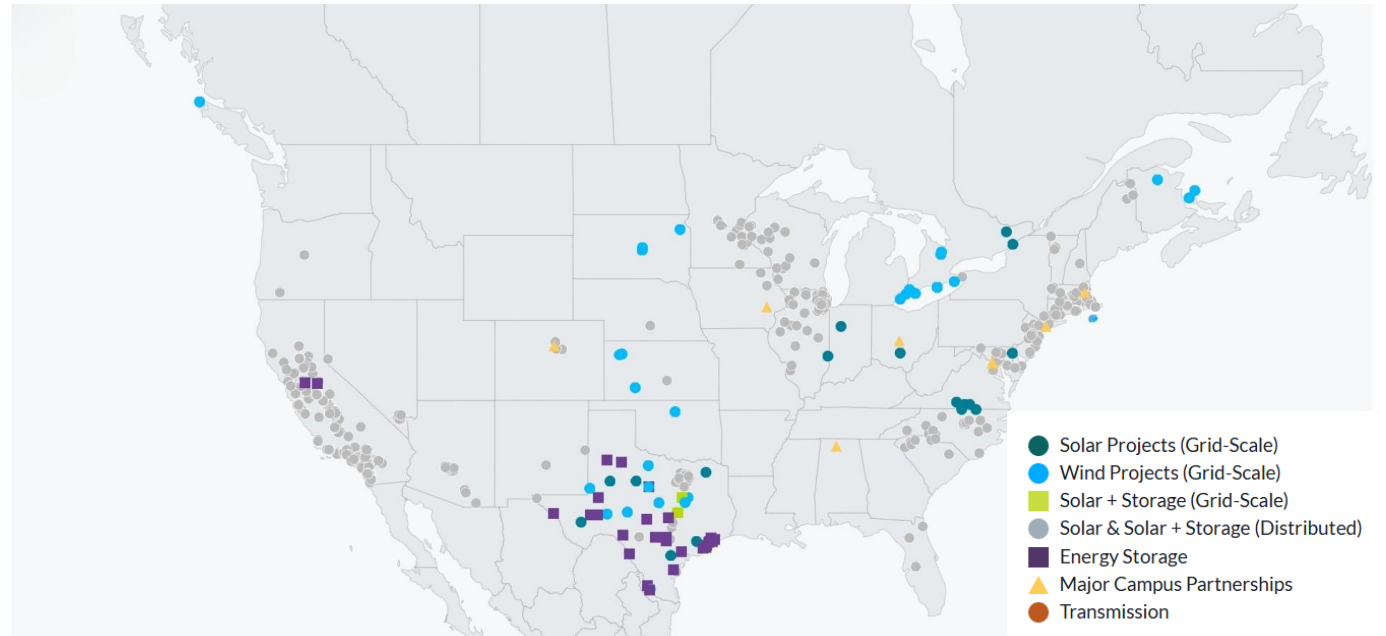 Solar Projects (Grid-Scale)
Wind Projects (Grid-Scale)
Solar + Storage (Grid-Scale)
Solar & Solar + Storage (Distributed)
Energy Storage
Major Campus Partnerships
Transmission